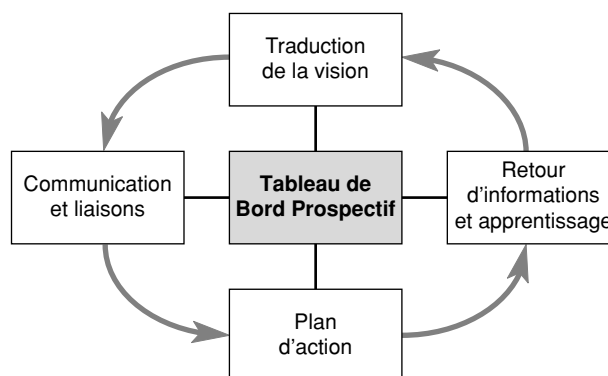 Traduction
de la vision
Communication
et liaisons
Tableau de
Bord Prospectif
Retour
d'informations
et apprentissage
Plan
d'action